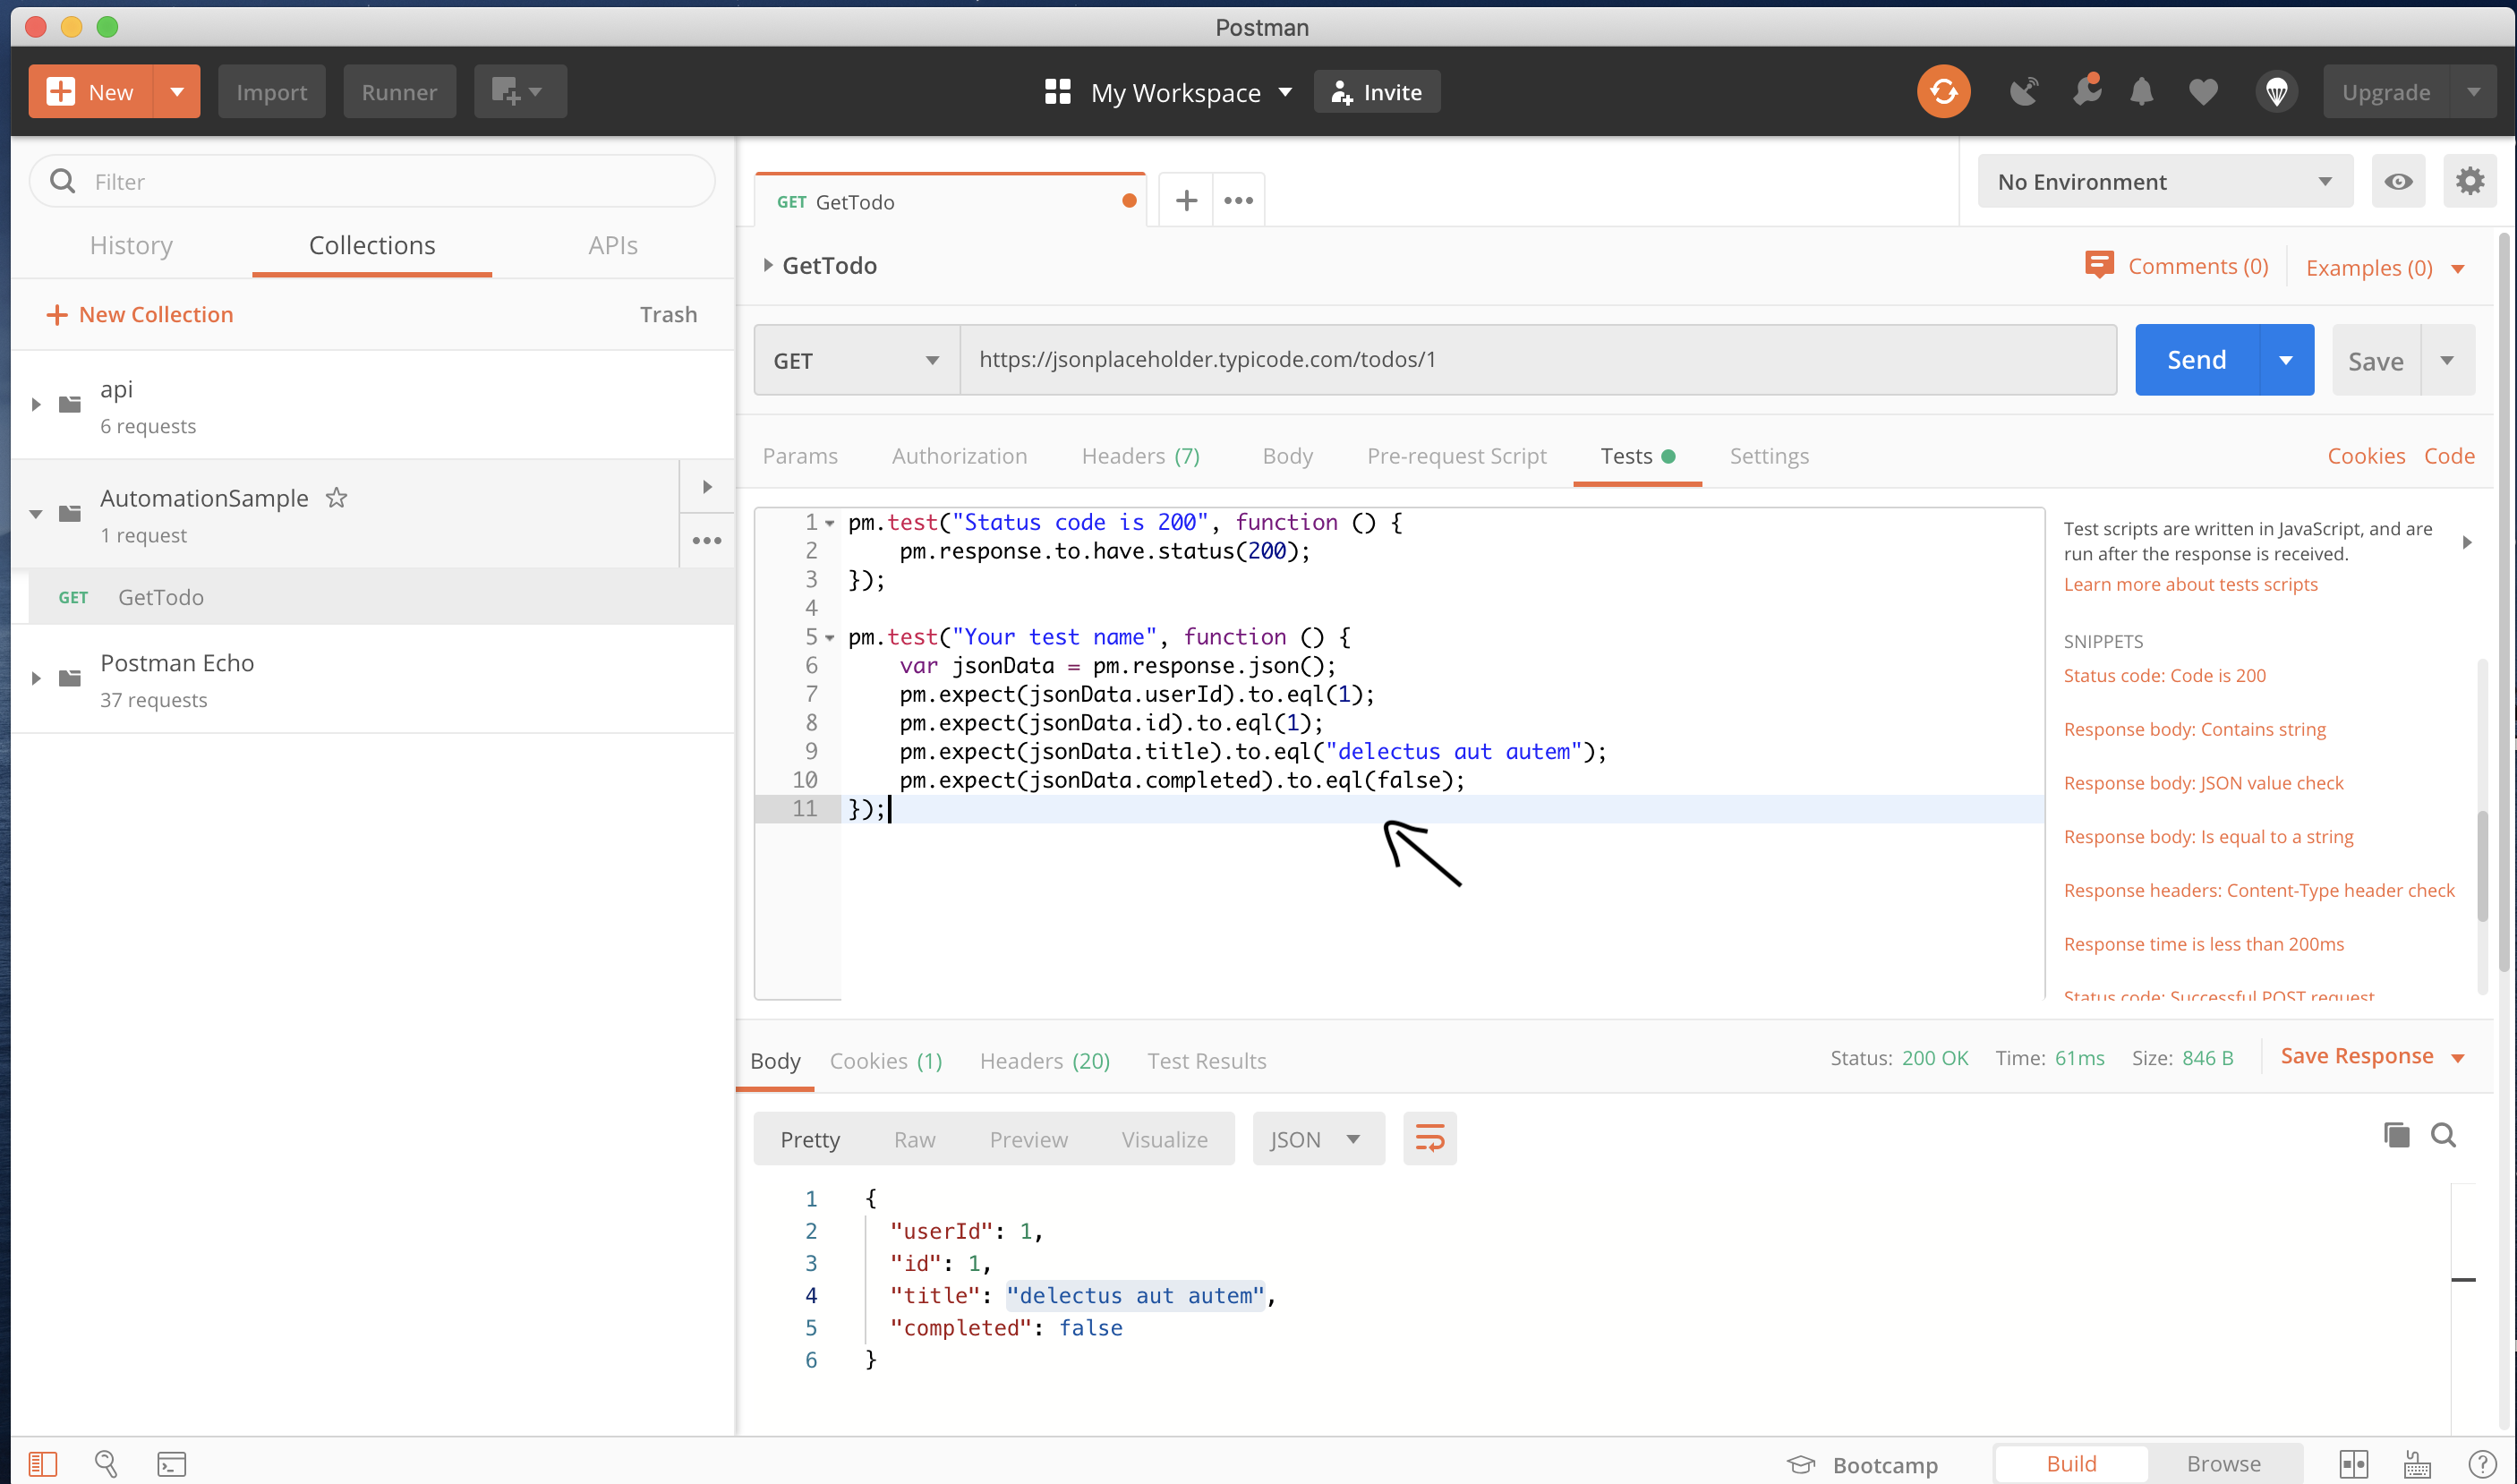 Postman
New
Import
Runner
My Workspace
Invite
Upgrade
Filter
History
Collections
APIs
New Collection
Trash
api
6 requests
AutomationSample
1 request
GET GetTodo
Postman Echo
37 requests
GET GetTodo
No Environment
GetTodo
Comments (0)
Examples (0)
GET
https://jsonplaceholder.typicode.com/todos/1
Send
Save
Params
Authorization
Headers (7)
Body
Pre-request Script
Tests
Settings
Cookies
Code
1 pm.test("Status code is 200", function () {
2 pm.response.to.have.status(200);
3 });
4
5 pm.test("Your test name", function () {
6 var jsonData = pm.response.json();
7 pm.expect(jsonData.userId).to.eql(1);
8 pm.expect(jsonData.id).to.eql(1);
9 pm.expect(jsonData.title).to.eql("delectus aut autem");
10 pm.expect(jsonData.completed).to.eql(false);
11 });
Test scripts are written in JavaScript, and are
run after the response is received.
Learn more about tests scripts
SNIPPETS
Status code: Code is 200
Response body: Contains string
Response body: JSON value check
Response body: Is equal to a string
Response headers: Content-Type header check
Response time is less than 200ms
Status code: Successful POST request
Body
Cookies (1)
Headers (20)
Test Results
Status: 200 OK
Time: 61ms
Size: 846 B
Save Response
Pretty
Raw
Preview
Visualize
JSON
1 {
2 "userId": 1,
3 "id": 1,
4 "title": "delectus aut autem",
5 "completed": false
6 }
Bootcamp
Build
Browse